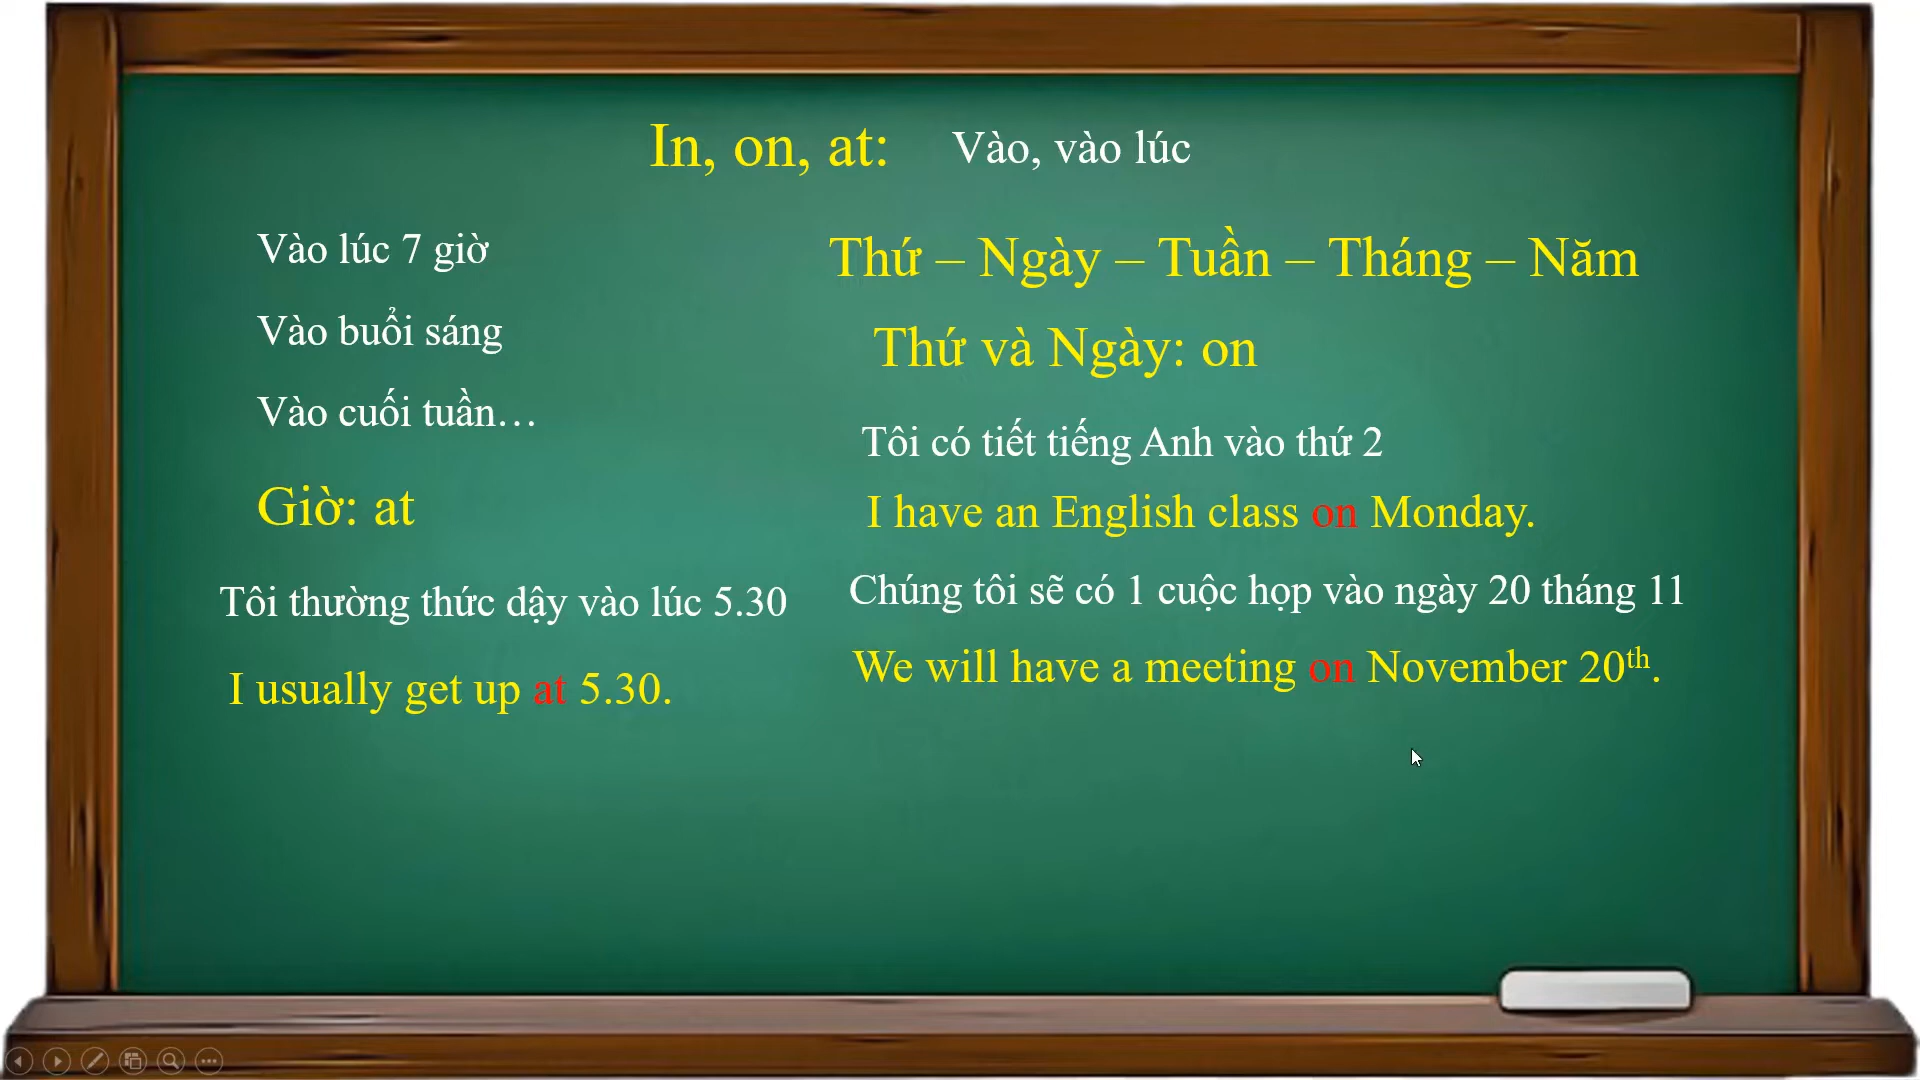 In, on, at: Vào, vào lúc
Vào lúc 7 giờ
Vào buổi sáng
Vào cuối tuần…
Giờ: at
Tôi thường thức dậy vào lúc 5.30
I usually get up at 5.30.
Thứ – Ngày – Tuần – Tháng – Năm
Thứ và Ngày: on
Tôi có tiết tiếng Anh vào thứ 2
I have an English class on Monday.
Chúng tôi sẽ có 1 cuộc họp vào ngày 20 tháng 11
We will have a meeting on November 20th.